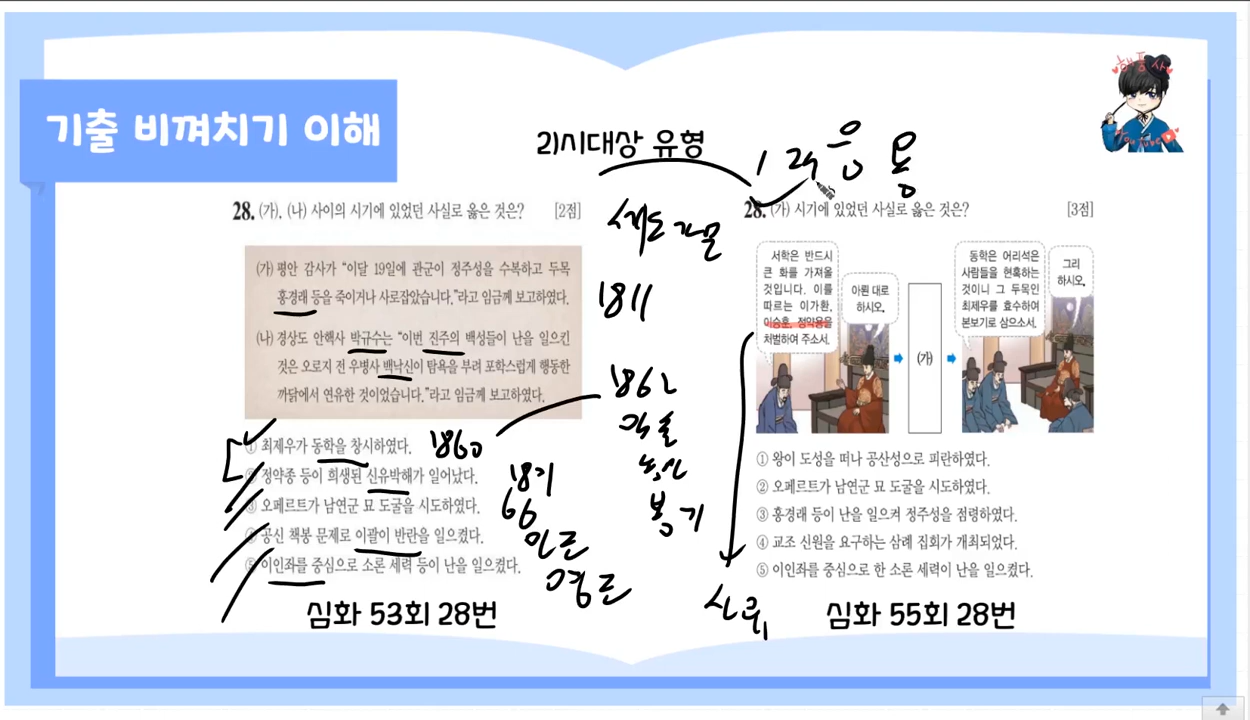 해품사
YouTube
기출 비껴치기 이해
2)시대상 유형
28. (가), (나) 사이의 시기에 있었던 사실로 옳은 것은? [2점]
(가) 평안 감사가 “이달 19일에 관군이 정주성을 수복하고 두목
홍경래 등을 죽이거나 사로잡았습니다.”라고 임금께 보고하였다.
(나) 경상도 안핵사 박규수는 “이번 진주의 백성들이 난을 일으킨
것은 오로지 전 우병사 백낙신이 탐욕을 부려 포학스럽게 행동한
까닭에서 연유한 것이었습니다.”라고 임금께 보고하였다.
① 최제우가 동학을 창시하였다.
② 정약종 등이 희생된 신유박해가 일어났다.
③ 오페르트가 남연군 묘 도굴을 시도하였다.
④ 공신 책봉 문제로 이괄이 반란을 일으켰다.
⑤ 이인좌를 중심으로 소론 세력 등이 난을 일으켰다.
심화 53회 28번
세도가문
1811
1862
1860
인조
영조
28. (가) 시기에 있었던 사실로 옳은 것은? [3점]
서학은 반드시
큰 화를 가져올
것입니다. 이를
따르는 이가환,
이승훈, 정약용을
처벌하여 주소서.
아뢴 대로
하시오.
(가)
동학은 어리석은
사람들을 현혹하는
것이니 그 두목인
최제우를 효수하여
본보기로 삼으소서.
그리
하시오.
① 왕이 도성을 떠나 공산성으로 피란하였다.
② 오페르트가 남연군 묘 도굴을 시도하였다.
③ 홍경래 등이 난을 일으켜 정주성을 점령하였다.
④ 교조 신원을 요구하는 삼례 집회가 개최되었다.
⑤ 이인좌를 중심으로 한 소론 세력이 난을 일으켰다.
심화 55회 28번